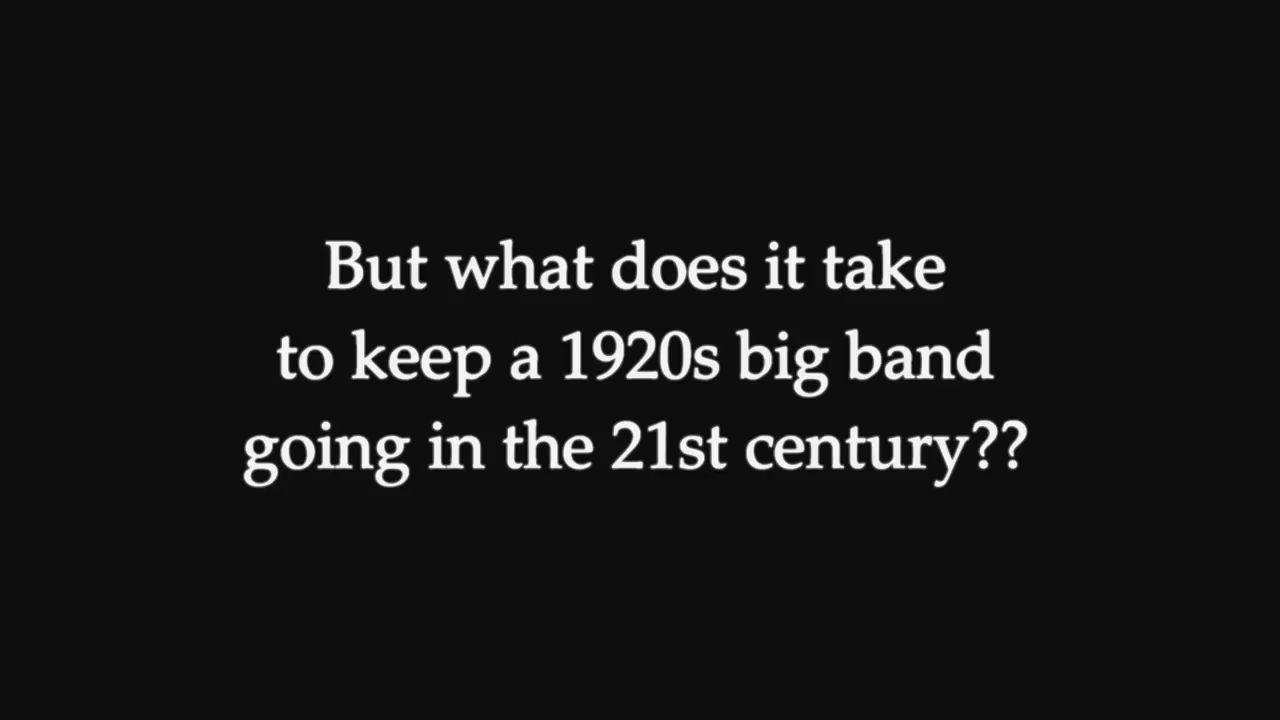 But what does it take
to keep a 1920s big band
going in the 21st century??